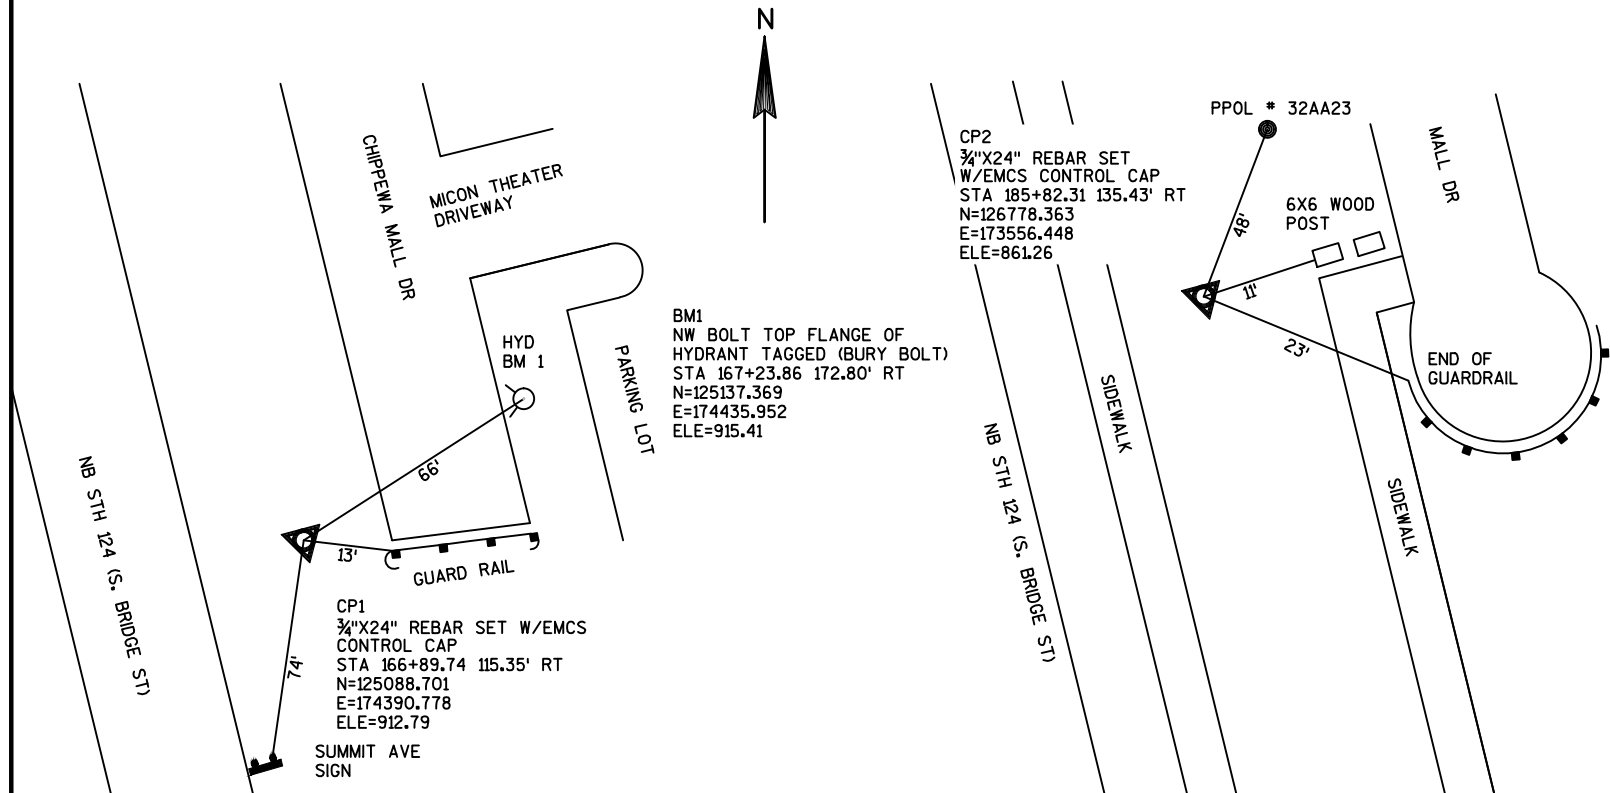 N
CHIPPEWA MALL DR
MICON THEATER
DRIVEWAY
HYD
BM 1
PARKING LOT
66'
13'
74'
GUARD RAIL
NB STH 124 (S. BRIDGE ST)
CP1
¾"X24" REBAR SET W/EMCS
CONTROL CAP
STA 166+89.74 115.35' RT
N=125088.701
E=174390.778
ELE=912.79
SUMMIT AVE
SIGN
BM1
NW BOLT TOP FLANGE OF
HYDRANT TAGGED (BURY BOLT)
STA 167+23.86 172.80' RT
N=125137.369
E=174435.952
ELE=915.41
CP2
¾"X24" REBAR SET
W/EMCS CONTROL CAP
STA 185+82.31 135.43' RT
N=126778.363
E=173556.448
ELE=861.26
PPOL # 32AA23
MALL DR
6X6 WOOD
POST
48'
11'
23'
END OF
GUARDRAIL
SIDEWALK
NB STH 124 (S. BRIDGE ST)
SIDEWALK